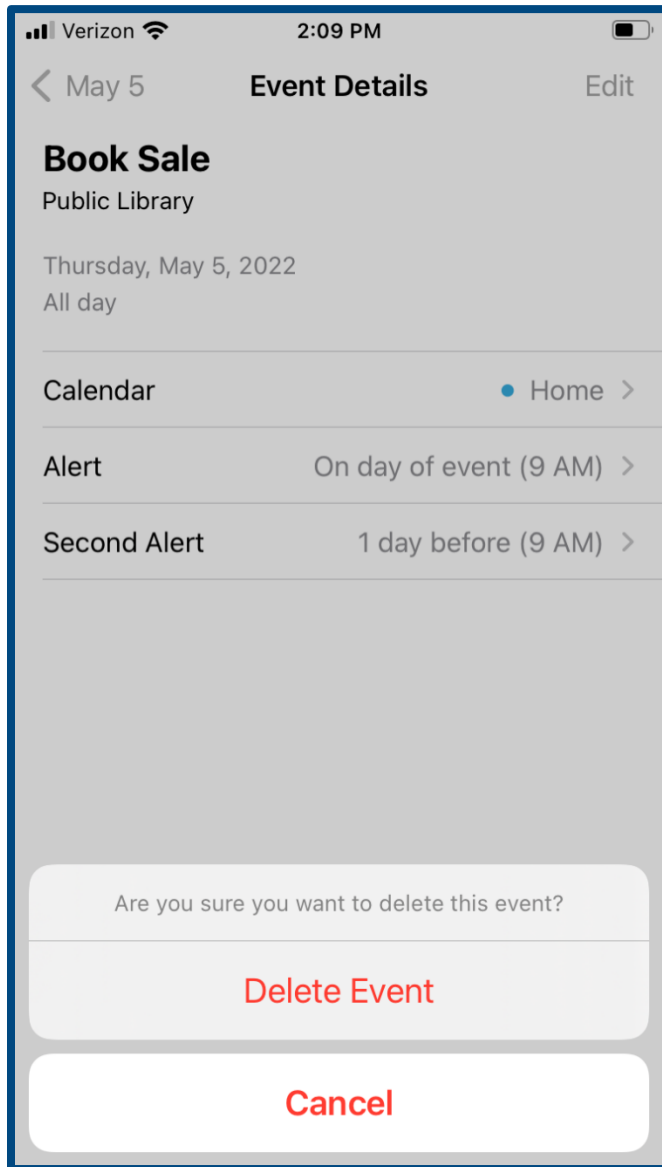 Verizon 2:09 PM
May 5 Event Details Edit
Book Sale
Public Library
Thursday, May 5, 2022
All day
Calendar Home
Alert On day of event (9 AM)
Second Alert 1 day before (9 AM)
Are you sure you want to delete this event?
Delete Event
Cancel